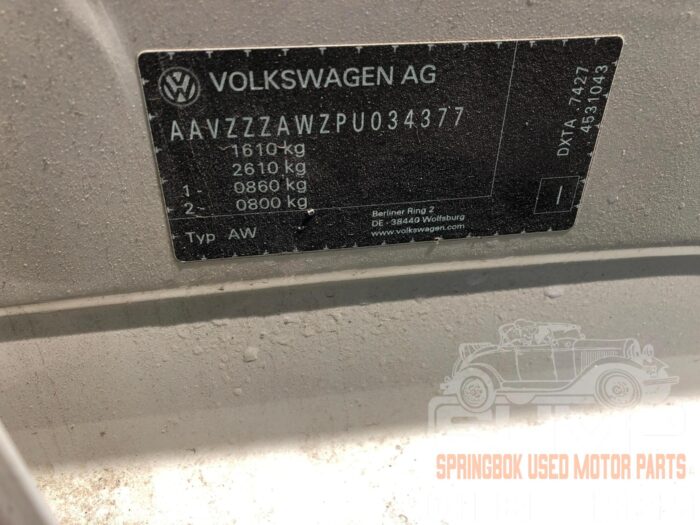 VOLKSWAGEN AG
AAVZZZAWZPU034377
1610 kg
2610 kg
1 - 0860 kg
2 - 0800 kg
Typ AW
Berliner Ring 2
DE - 38440 Wolfsburg
www.volkswagen.com
I
DXTA .7427
4531043
SPRINGBOK USED MOTOR PARTS